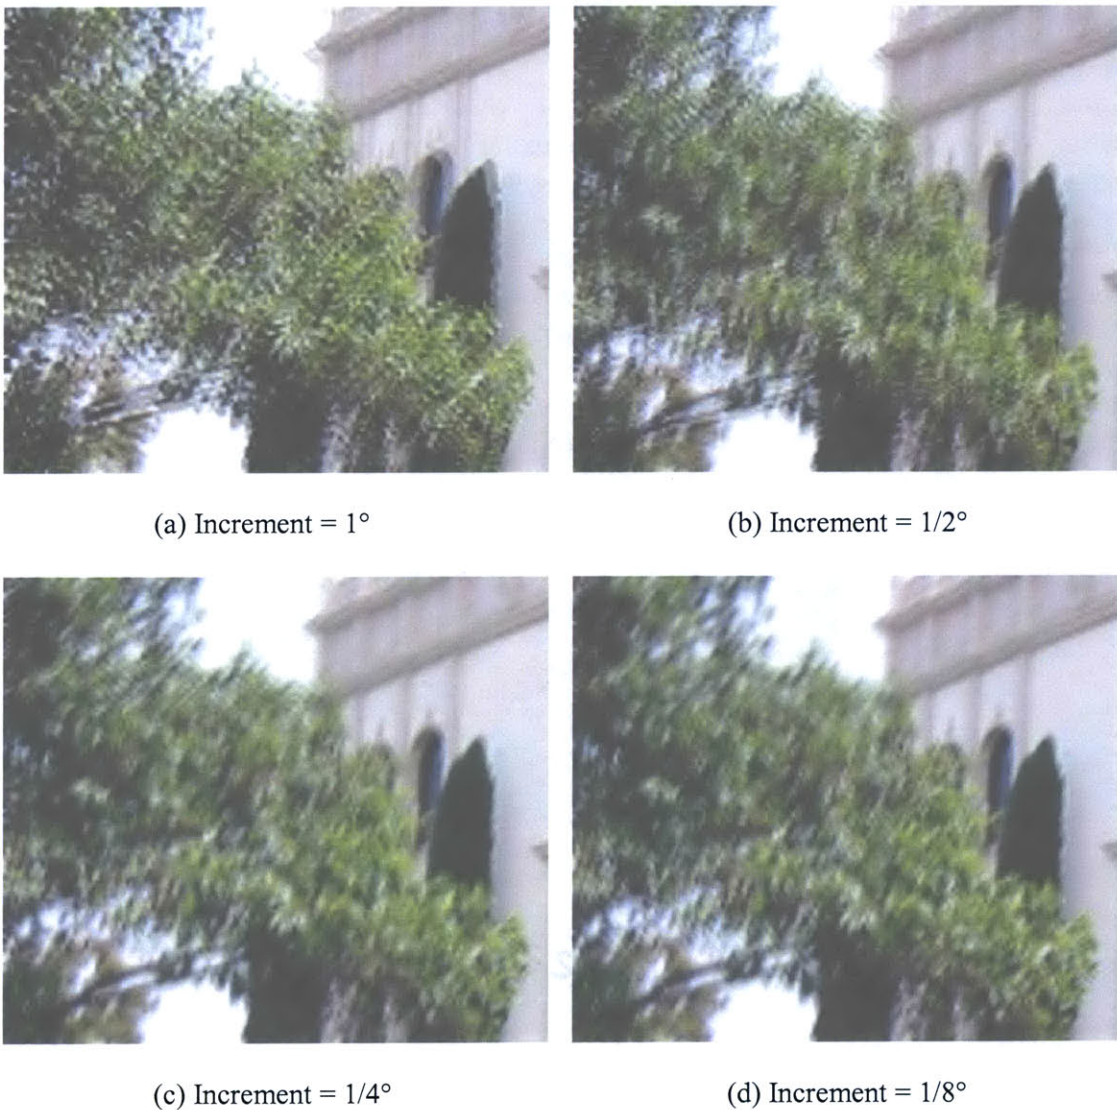 (a) Increment = 1°
(b) Increment = 1/2°
(c) Increment = 1/4°
(d) Increment = 1/8°